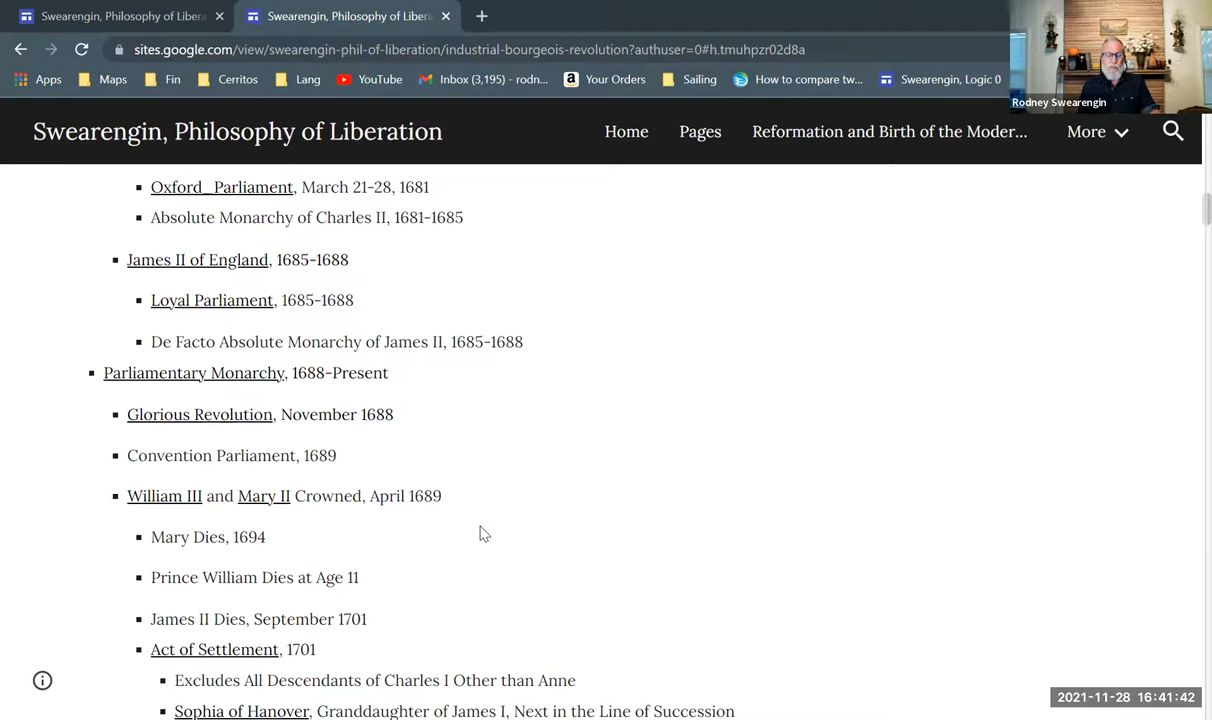 Swearengin, Philosophy of Libera
Swearengin, Philosophy of Libera
sites.google.com/view/swearengin-phil-of-liberation/industrial-bourgeois-revolution?authuser=0#h.tmuhpzr02d8a
Apps Maps Fin Cerritos Lang YouTube Inbox (3,195) - rodn... Your Orders Sailing How to compare tw... Swearengin, Logic 0
Rodney Swearengin
Swearengin, Philosophy of Liberation
Home Pages Reformation and Birth of the Moder... More
Oxford_Parliament, March 21-28, 1681
Absolute Monarchy of Charles II, 1681-1685
James II of England, 1685-1688
Loyal Parliament, 1685-1688
De Facto Absolute Monarchy of James II, 1685-1688
Parliamentary Monarchy, 1688-Present
Glorious Revolution, November 1688
Convention Parliament, 1689
William III and Mary II Crowned, April 1689
Mary Dies, 1694
Prince William Dies at Age 11
James II Dies, September 1701
Act of Settlement, 1701
Excludes All Descendants of Charles I Other than Anne
Sophia of Hanover, Granddaughter of James I, Next in the Line of Succession
2021-11-28 16:41:42